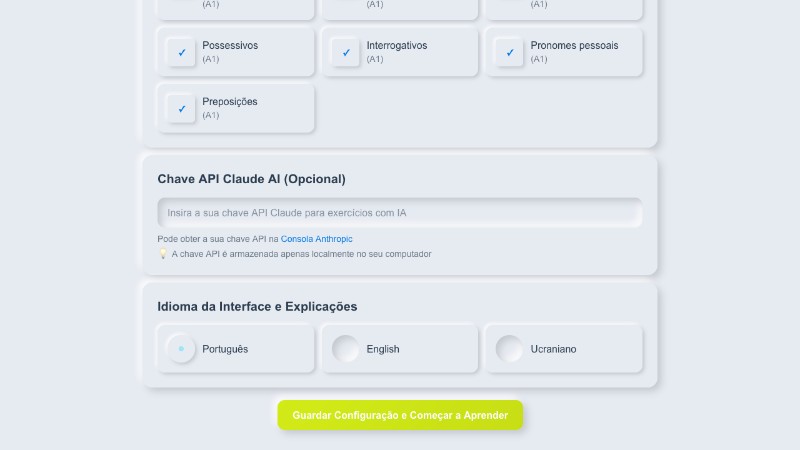 (A1)
(A1)
(A1)
✓ Possessivos
(A1)
✓ Interrogativos
(A1)
✓ Pronomes pessoais
(A1)
✓ Preposições
(A1)
Chave API Claude AI (Opcional)
Insira a sua chave API Claude para exercícios com IA
Pode obter a sua chave API na Consola Anthropic
💡 A chave API é armazenada apenas localmente no seu computador
Idioma da Interface e Explicações
Português
English
Ucraniano
Guardar Configuração e Começar a Aprender